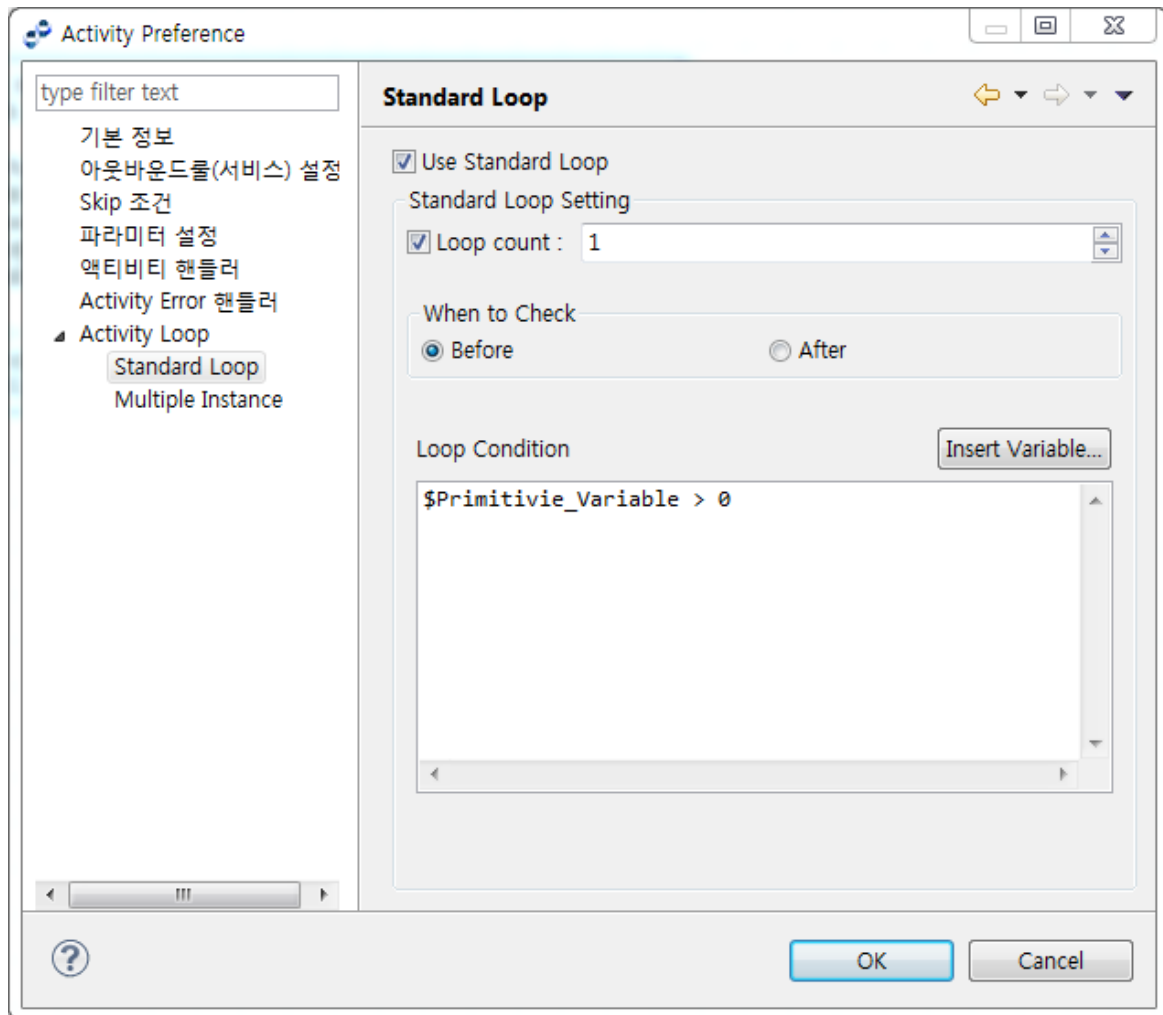 Activity Preference
type filter text
기본 정보
아웃바운드룰(서비스) 설정
Skip 조건
파라미터 설정
액티비티 핸들러
Activity Error 핸들러
Activity Loop
Standard Loop
Multiple Instance
Standard Loop
Use Standard Loop
Standard Loop Setting
Loop count : 1
When to Check
Before After
Loop Condition Insert Variable...
$Primitivie_Variable > 0
OK Cancel